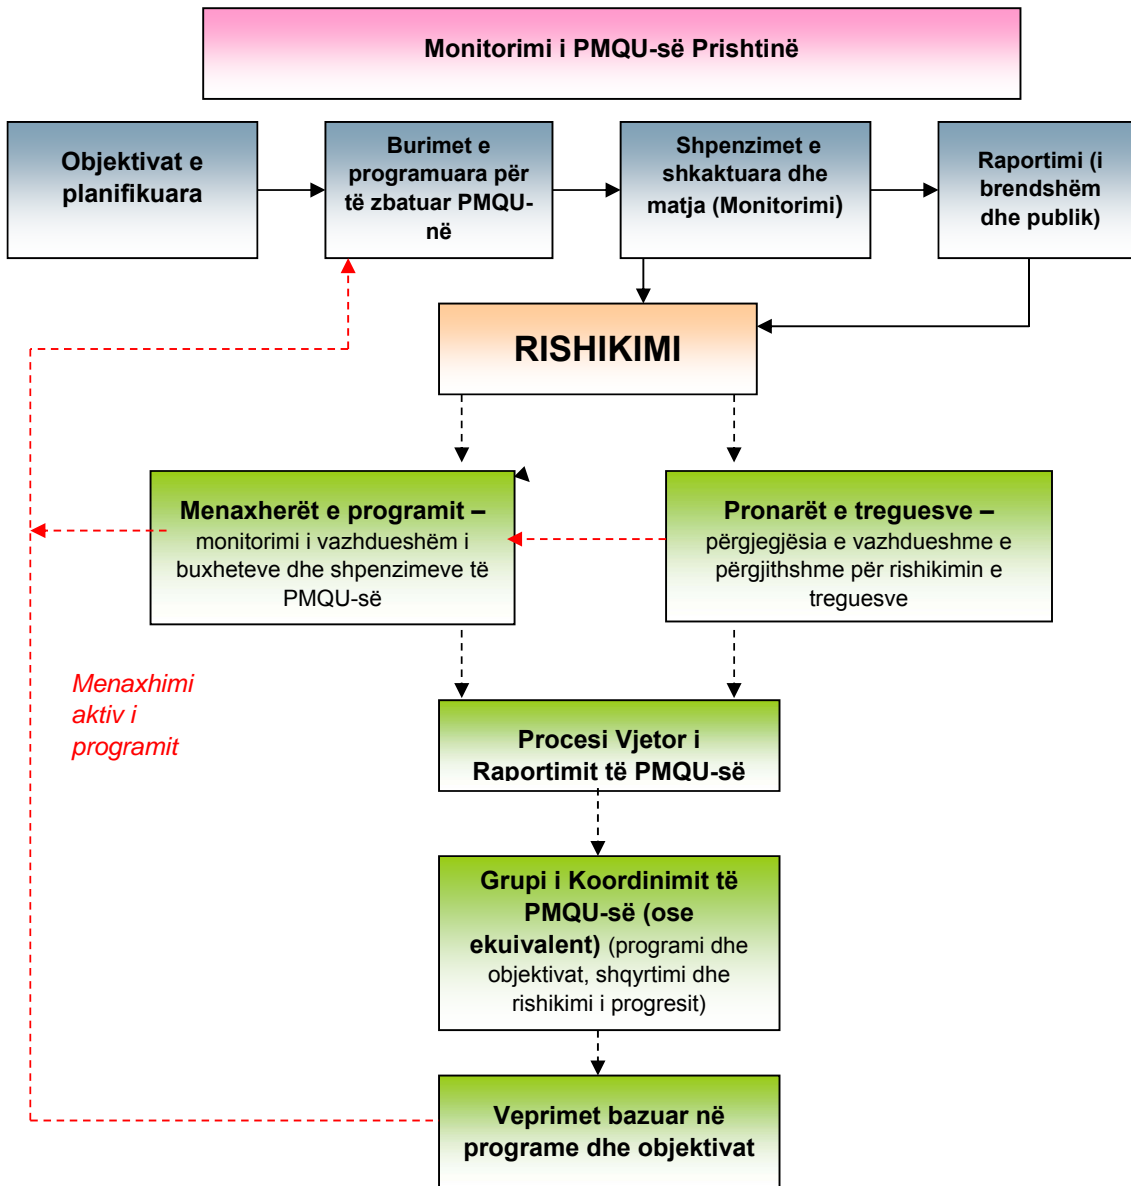 Monitorimi i PMQU-së Prishtinë
Objektivat e
planifikuara
Burimet e
programuara për
të zbatuar PMQU-
në
Shpenzimet e
shkaktuara dhe
matja (Monitorimi)
Raportimi (i
brendshëm
dhe publik)
RISHIKIMI
Menaxherët e programit –
monitorimi i vazhdueshëm i
buxheteve dhe shpenzimeve të
PMQU-së
Pronarët e treguesve –
përgjegjësia e vazhdueshme e
përgjithshme për rishikimin e
treguesve
Menaxhimi
aktiv i
programit
Procesi Vjetor i
Raportimit të PMQU-së
Grupi i Koordinimit të
PMQU-së (ose
ekuivalent) (programi dhe
objektivat, shqyrtimi dhe
rishikimi i progresit)
Veprimet bazuar në
programe dhe objektivat